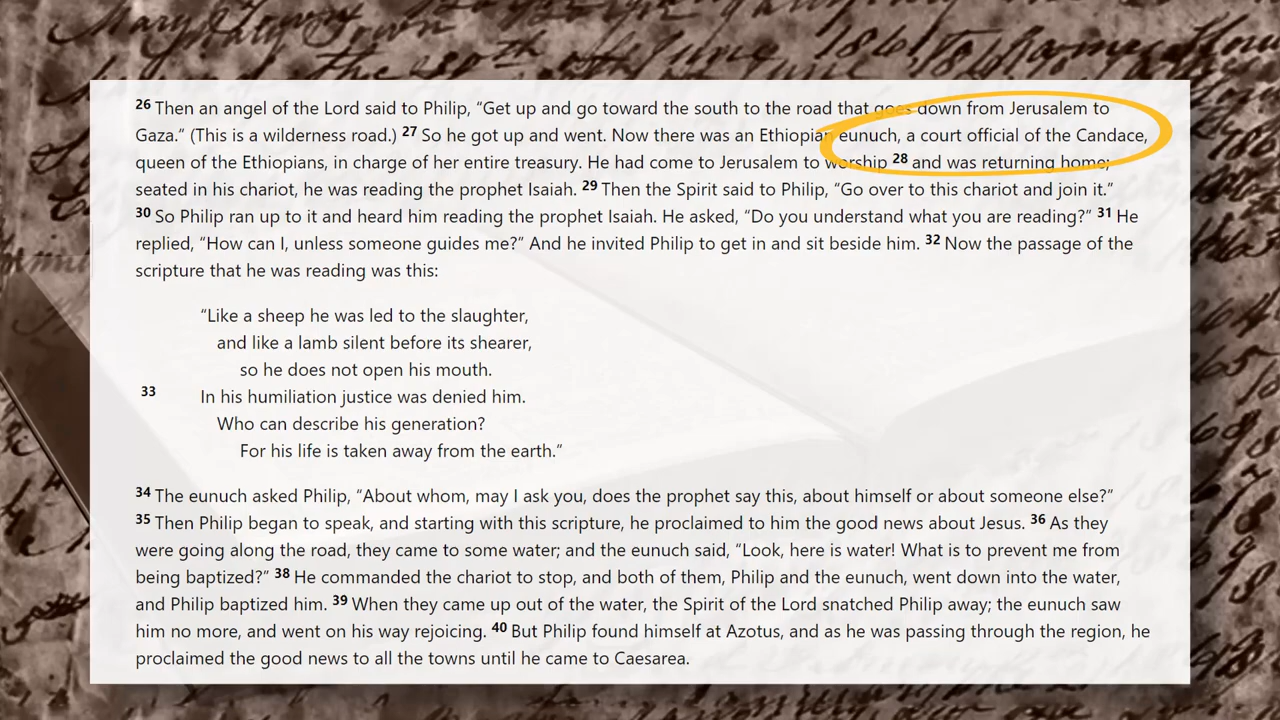 26 Then an angel of the Lord said to Philip, “Get up and go toward the south to the road that goes down from Jerusalem to
Gaza.” (This is a wilderness road.) 27 So he got up and went. Now there was an Ethiopian eunuch, a court official of the Candace,
queen of the Ethiopians, in charge of her entire treasury. He had come to Jerusalem to worship 28 and was returning home;
seated in his chariot, he was reading the prophet Isaiah. 29 Then the Spirit said to Philip, “Go over to this chariot and join it.”
30 So Philip ran up to it and heard him reading the prophet Isaiah. He asked, “Do you understand what you are reading?” 31 He
replied, “How can I, unless someone guides me?” And he invited Philip to get in and sit beside him. 32 Now the passage of the
scripture that he was reading was this:
“Like a sheep he was led to the slaughter,
and like a lamb silent before its shearer,
so he does not open his mouth.
33 In his humiliation justice was denied him.
Who can describe his generation?
For his life is taken away from the earth.”
34 The eunuch asked Philip, “About whom, may I ask you, does the prophet say this, about himself or about someone else?”
35 Then Philip began to speak, and starting with this scripture, he proclaimed to him the good news about Jesus. 36 As they
were going along the road, they came to some water; and the eunuch said, “Look, here is water! What is to prevent me from
being baptized?” 38 He commanded the chariot to stop, and both of them, Philip and the eunuch, went down into the water,
and Philip baptized him. 39 When they came up out of the water, the Spirit of the Lord snatched Philip away; the eunuch saw
him no more, and went on his way rejoicing. 40 But Philip found himself at Azotus, and as he was passing through the region, he
proclaimed the good news to all the towns until he came to Caesarea.